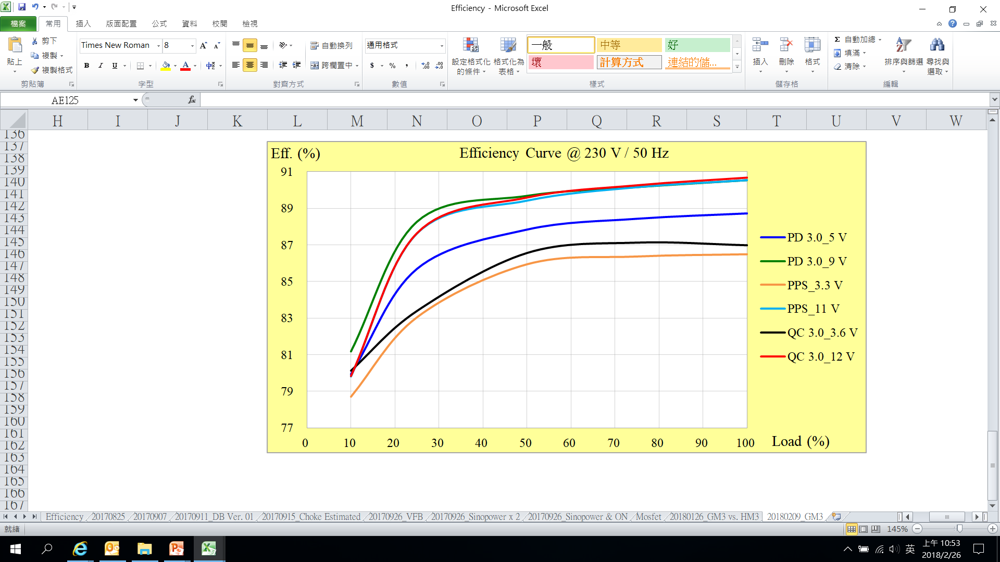 Efficiency - Microsoft Excel
檔案 常用 插入 版面配置 公式 資料 校閱 檢視
貼上 剪下 複製 複製格式 剪貼簿
Times New Roman 8
B I U A 字型
自動換列 跨欄置中 對齊方式
通用格式
$ % , 數值
設定格式化的條件 格式化為表格
一般 中等 好
壞 計算方式 連結的儲...
樣式
插入 刪除 格式 儲存格
Σ 自動加總 填滿 清除 排序與篩選 尋找與選取 編輯
AE125 fx
H I J K L M N O P Q R S T U V W
136
137
138
139
140
141
142
143
144
145
146
147
148
149
150
151
152
153
154
155
156
157
158
159
160
161
162
163
164
165
166
167
Eff. (%) Efficiency Curve @ 230 V / 50 Hz
91
89
87
85
83
81
79
77
0 10 20 30 40 50 60 70 80 90 100 Load (%)
PD 3.0_5 V
PD 3.0_9 V
PPS_3.3 V
PPS_11 V
QC 3.0_3.6 V
QC 3.0_12 V
Efficiency 20170825 20170907 20170911_DB Ver. 01 20170915_Choke Estimated 20170926_VFB 20170926_Sinopower x 2 20170926_Sinopower & ON Mosfet 20180126_GM3 vs. HM3 20180209_GM3
就緒 145%
英 上午 10:53
2018/2/26